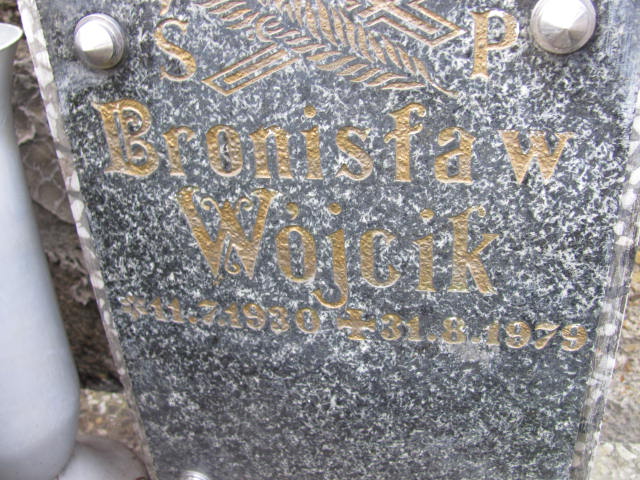 Ś P
Bronisław
Wójcik
*11.7.1930 ✝31.8.1979